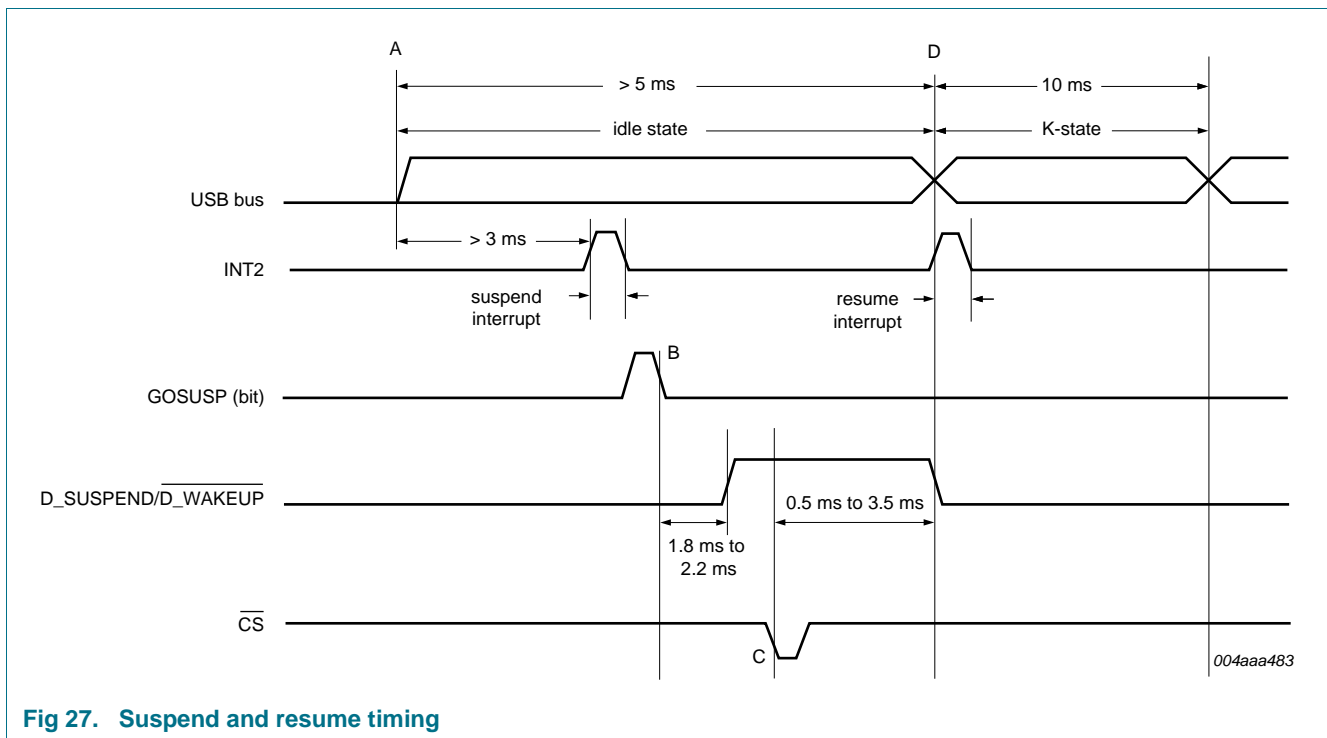 A
D
> 5 ms
10 ms
idle state
K-state
USB bus
> 3 ms
INT2
suspend
interrupt
resume
interrupt
B
GOSUSP (bit)
D_SUSPEND/D_WAKEUP
0.5 ms to 3.5 ms
1.8 ms to
2.2 ms
CS
C
004aaa483
Fig 27. Suspend and resume timing